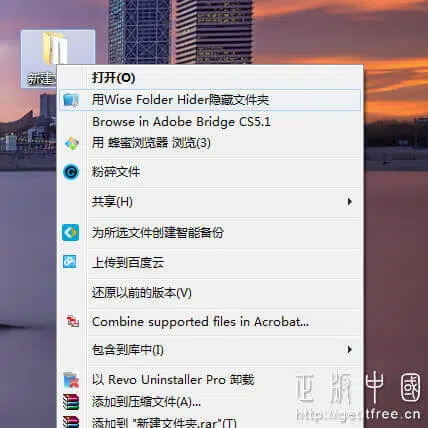 新建
打开(O)
用Wise Folder Hider隐藏文件夹
Browse in Adobe Bridge CS5.1
用 蜂蜜浏览器 浏览(3)
粉碎文件
共享(H)
为所选文件创建智能备份
上传到百度云
还原以前的版本(V)
Combine supported files in Acrobat...
包含到库中(I)
以 Revo Uninstaller Pro 卸载
添加到压缩文件(A)...
添加到 "新建文件夹.rar"(T)
正版中國
http://getitfree.cn